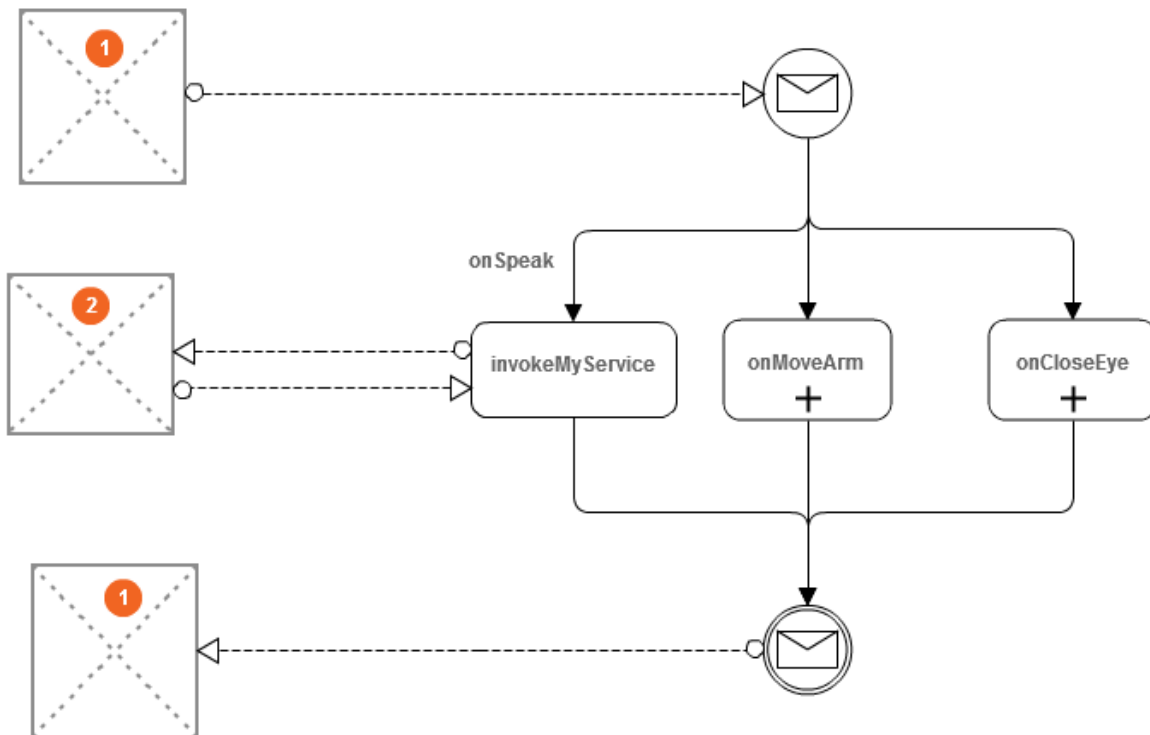 1
onSpeak
2
invokeMyService
onMoveArm
onCloseEye
1